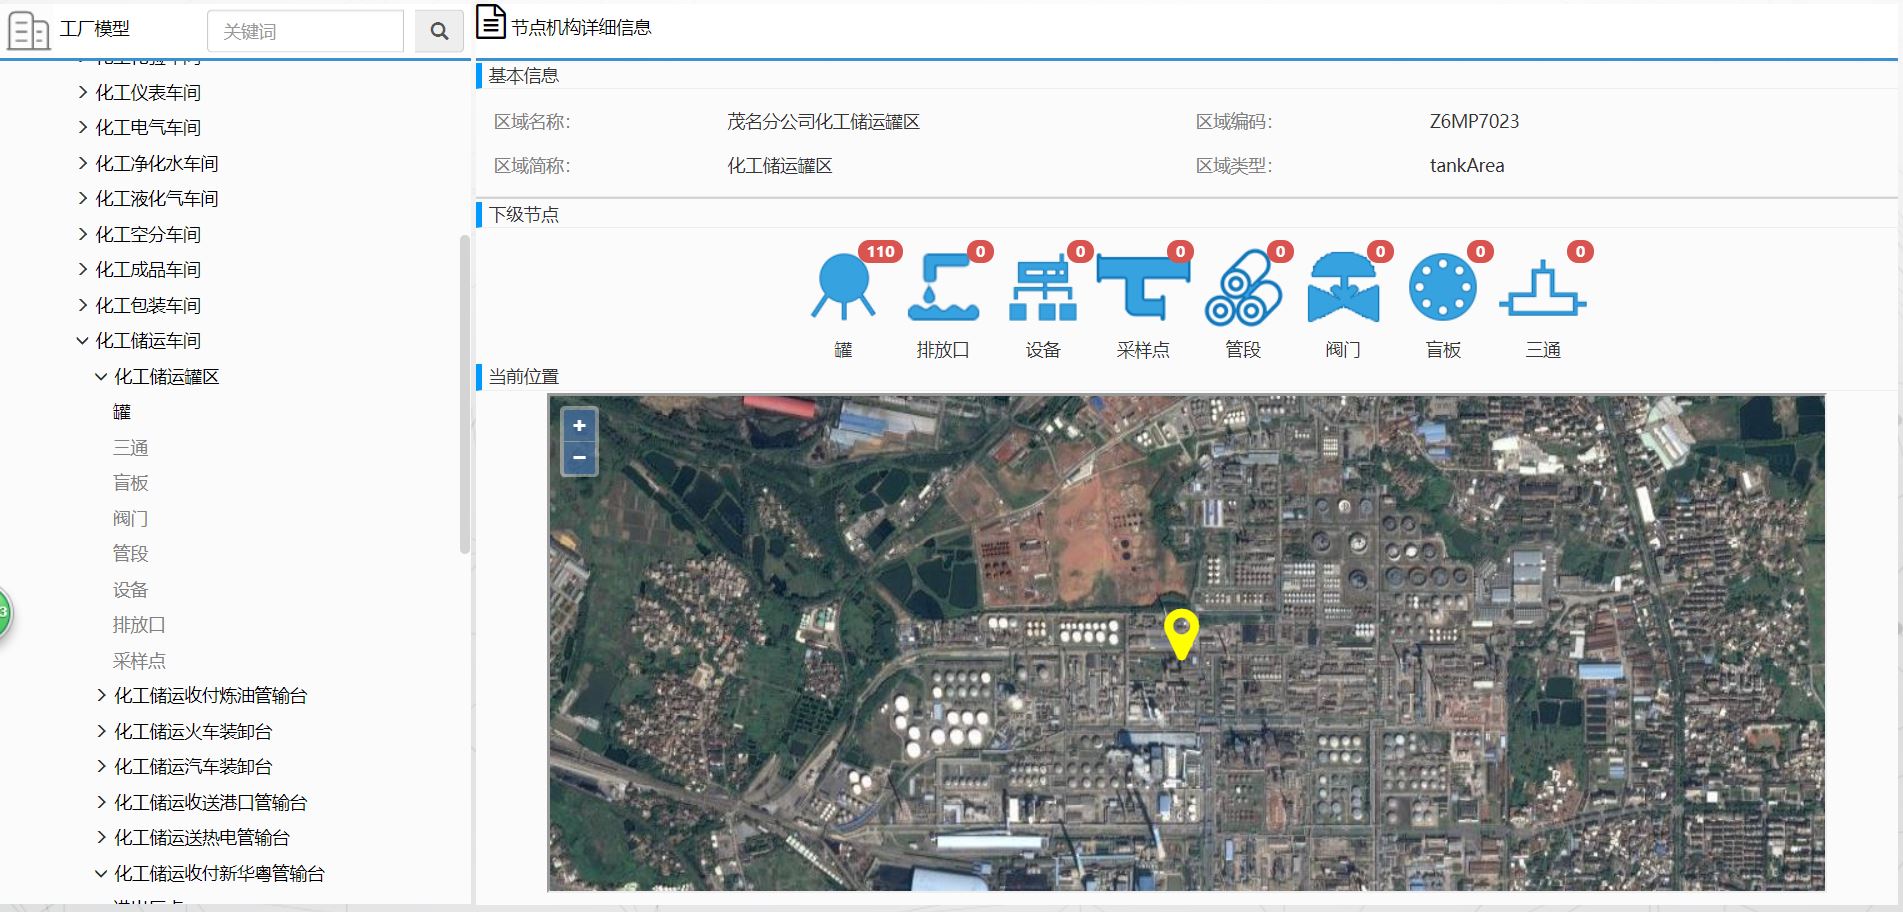 工厂模型
关键词
节点机构详细信息
化工仪表车间
化工电气车间
化工净化水车间
化工液化气车间
化工空分车间
化工成品车间
化工包装车间
化工储运车间
化工储运罐区
罐
三通
盲板
阀门
管段
设备
排放口
采样点
化工储运收付炼油管输台
化工储运火车装卸台
化工储运汽车装卸台
化工储运收送港口管输台
化工储运送热电管输台
化工储运收付新华粤管输台
3
基本信息
区域名称: 茂名分公司化工储运罐区 区域编码: Z6MP7023
区域简称: 化工储运罐区 区域类型: tankArea
下级节点
110 0 0 0 0 0 0 0
罐 排放口 设备 采样点 管段 阀门 盲板 三通
当前位置
+
−